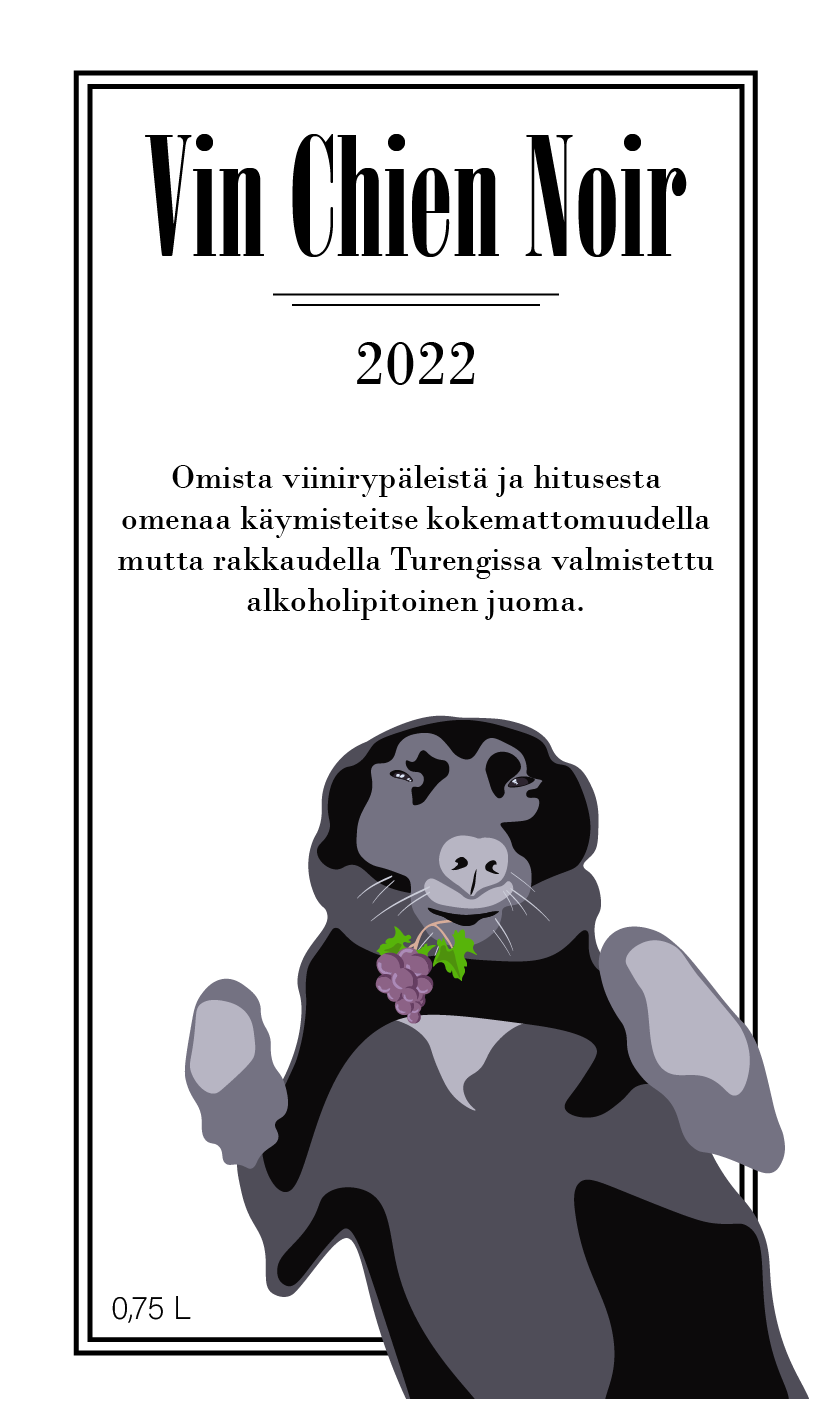 Vin Chien Noir
2022
Omista viinirypäleistä ja hitusesta
omenaa käymisteitse kokemattomuudella
mutta rakkaudella Turengissa valmistettu
alkoholipitoinen juoma.
0,75 L